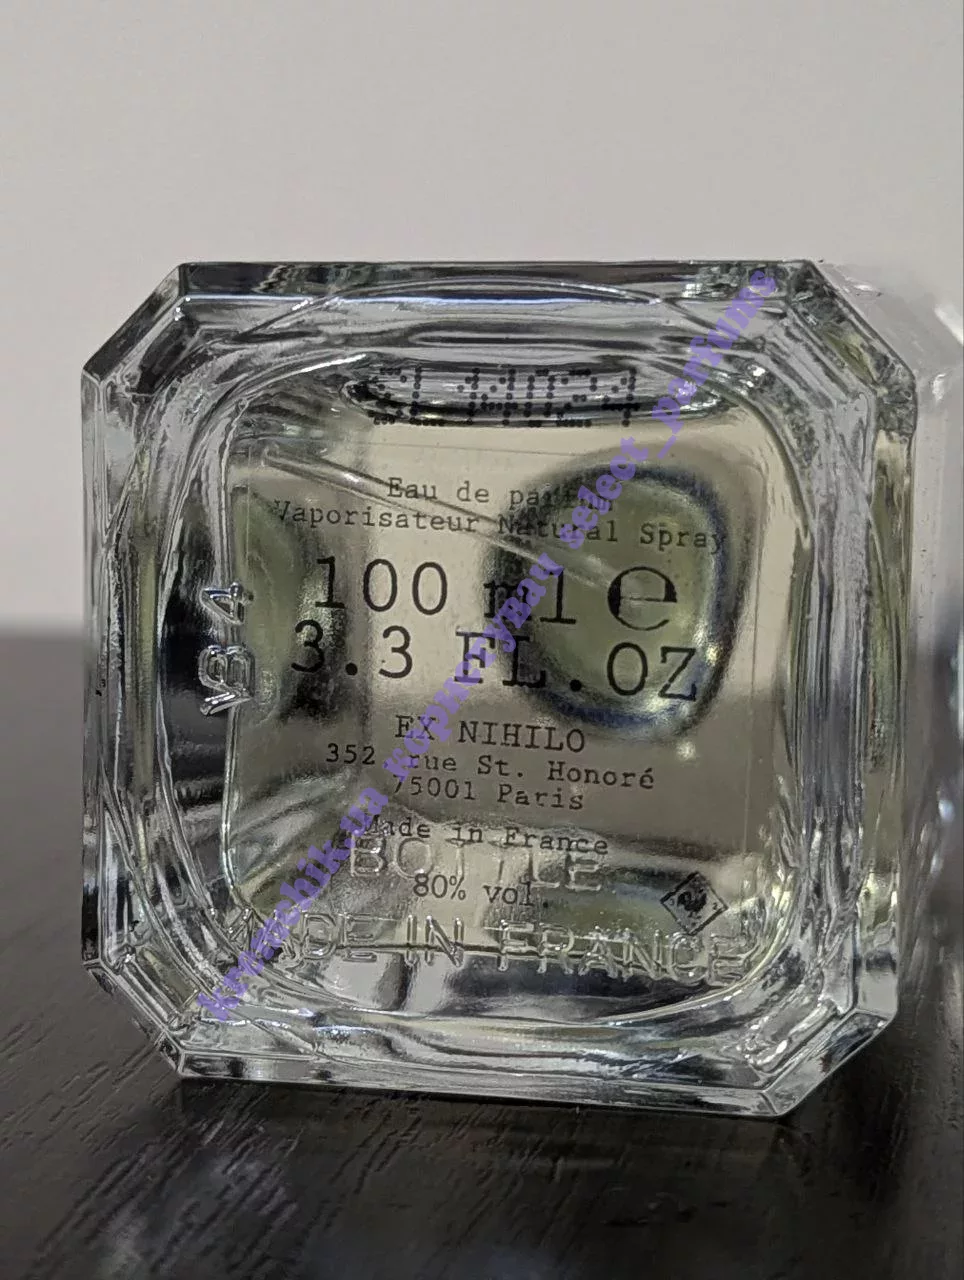 Eau de parfum
Vaporisateur Natural Spray
100 ml e
3.3 FL.OZ
EX NIHILO
352, rue St. Honoré
75001 Paris
Made in France
BOTTLE
80% vol.
MADE IN FRANCE